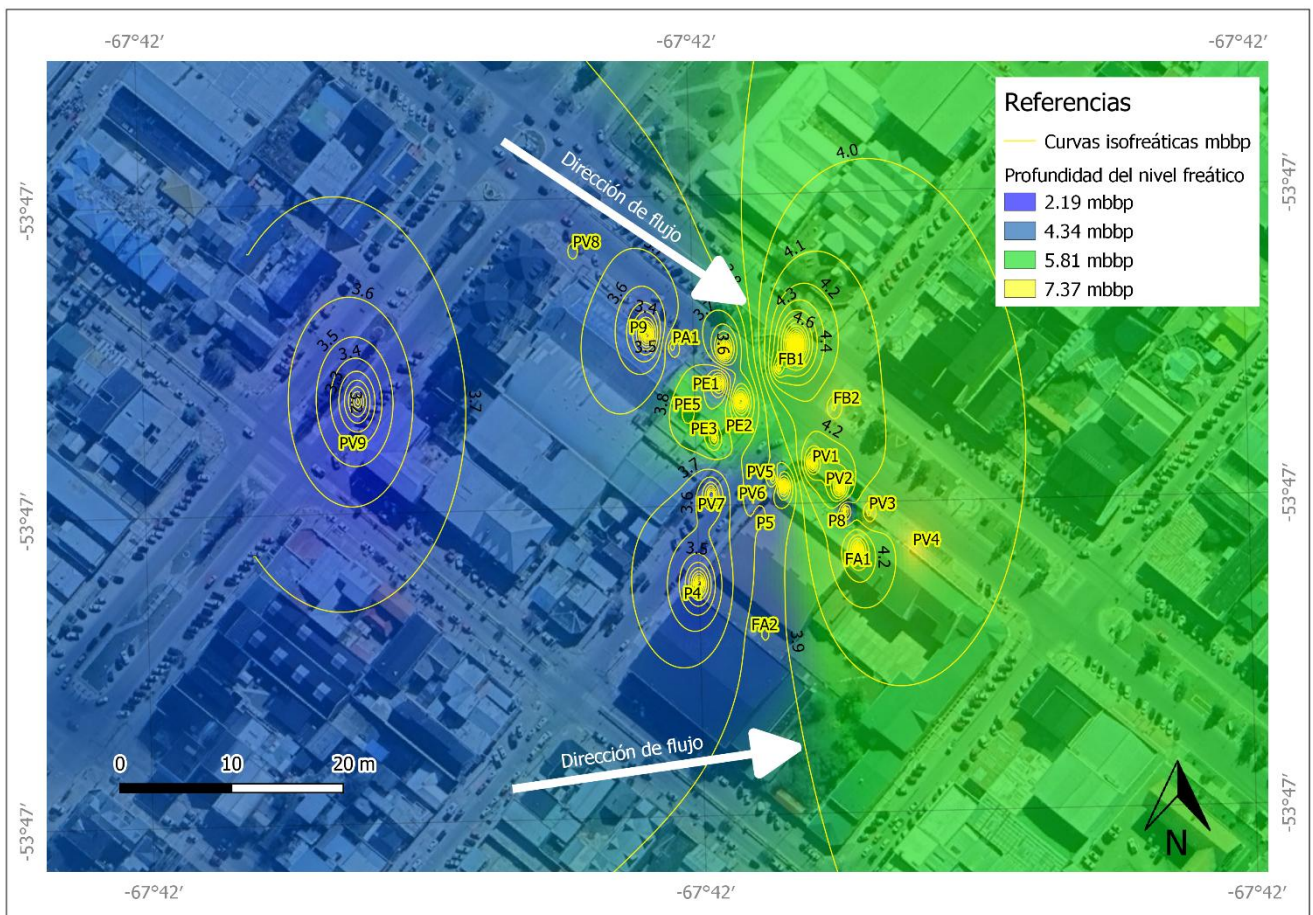 -67°42'
-67°42'
-67°42'
-53°47'
-53°47'
-53°47'
-53°47'
-53°47'
-53°47'
-67°42'
-67°42'
-67°42'
Referencias
Curvas isofreáticas mbbp
Profundidad del nivel freático
2.19 mbbp
4.34 mbbp
5.81 mbbp
7.37 mbbp
Dirección de flujo
4.0
4.1
4.2
4.3
4.6
4.4
PV8
3.6
3.4
P9
3.5
PA1
3.7
3.6
FB1
3.6
3.5
3.4
3.2
PV9
3.7
PE1
PE5
3.8
PE3
PE2
FB2
4.2
PV1
PV2
PV3
P8
PV4
FA1
4.2
3.7
PV5
PV6
3.6
PV7
P5
3.5
P4
FA2
3.9
Dirección de flujo
0 10 20 m
N